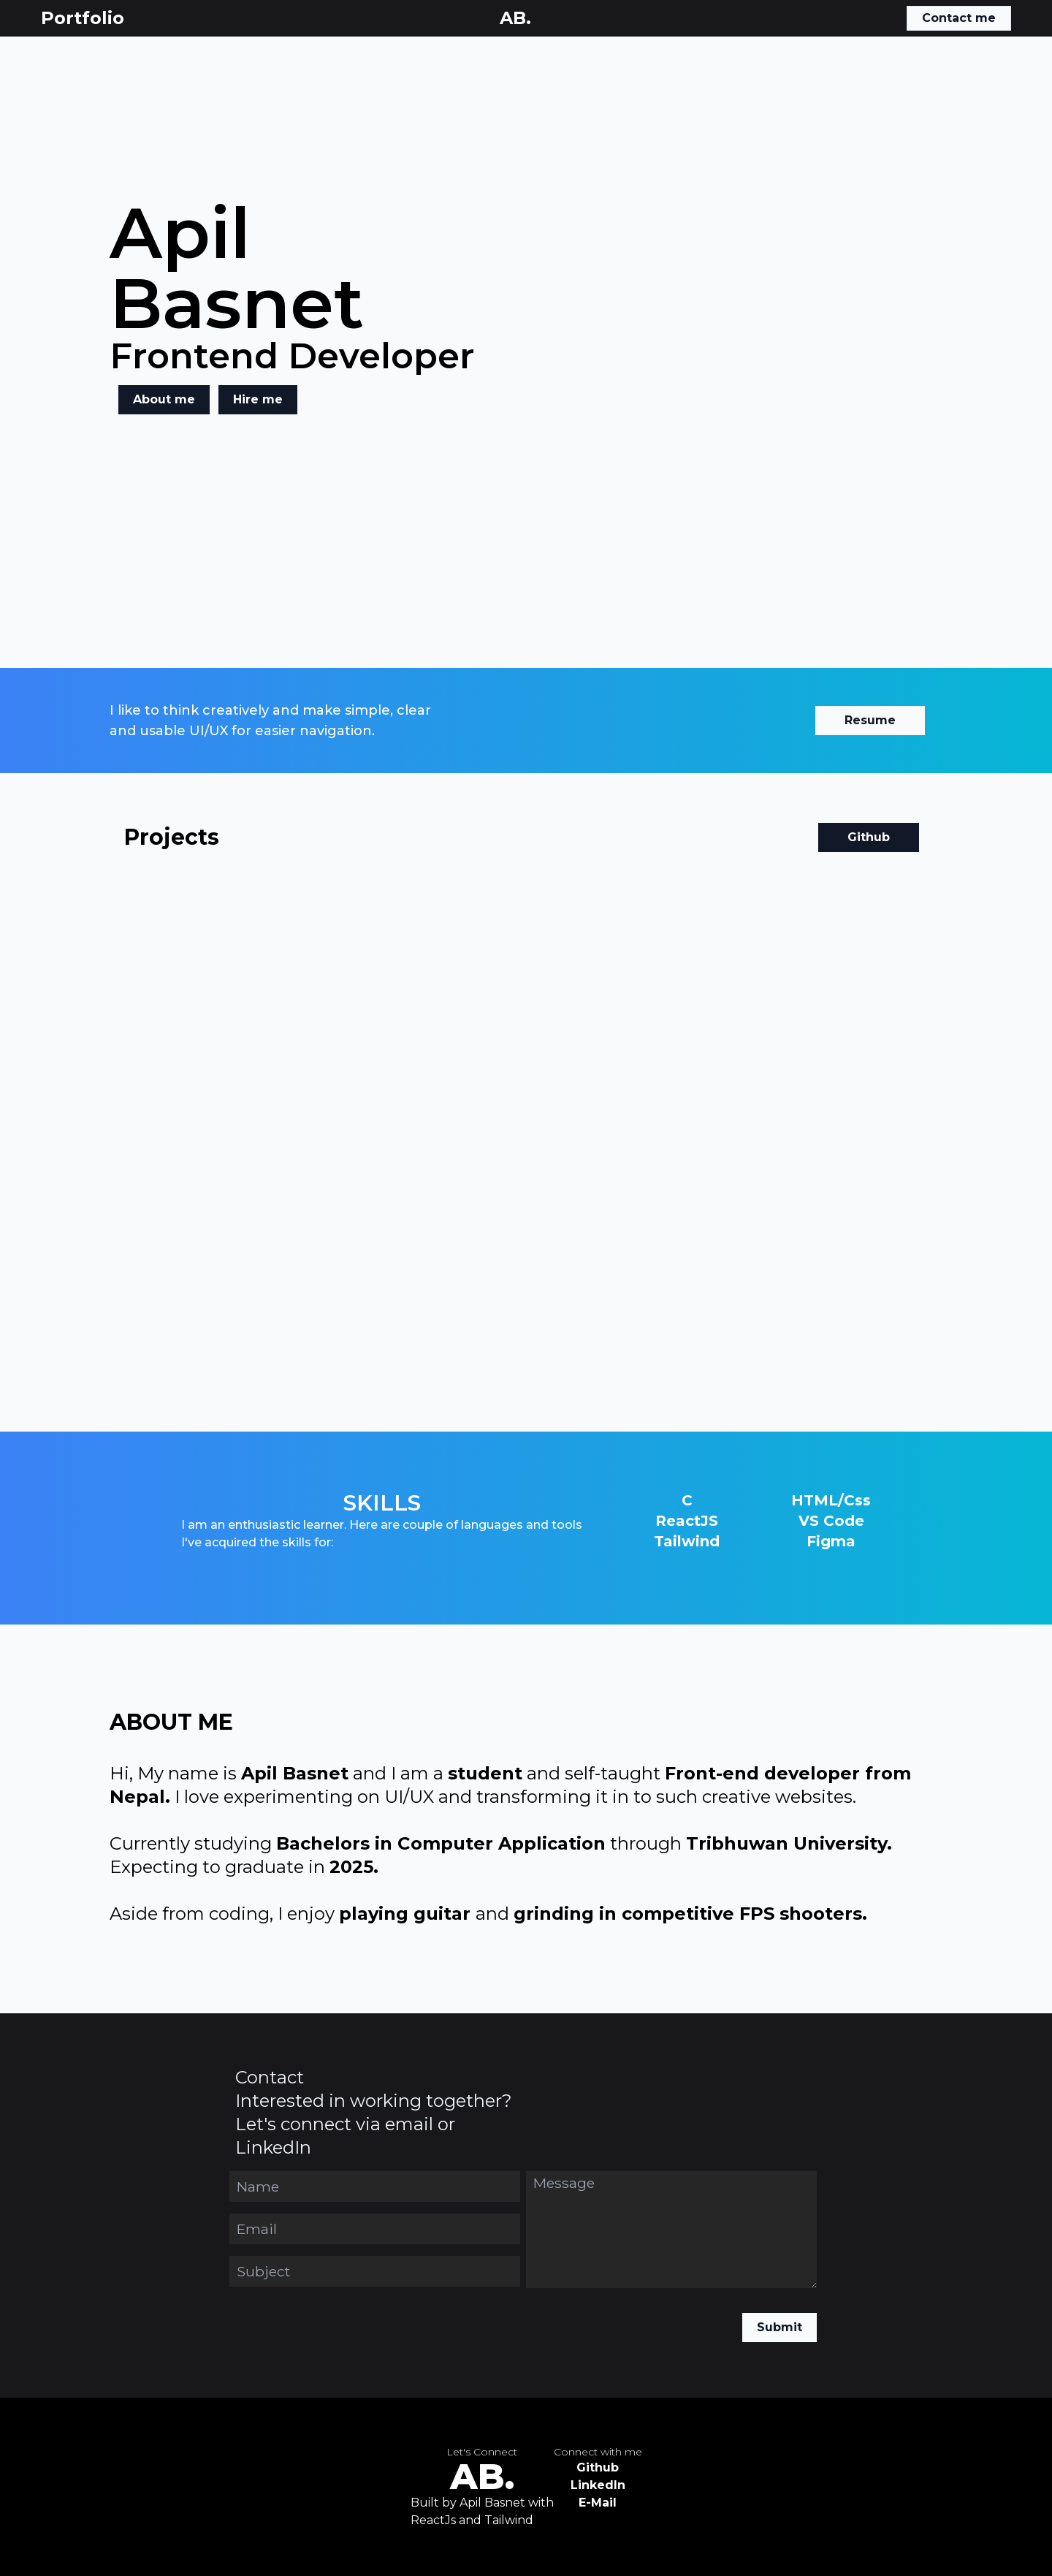 Portfolio
AB.
Contact me
Apil
Basnet
Frontend Developer
About me
Hire me
I like to think creatively and make simple, clear
and usable UI/UX for easier navigation.
Resume
Projects
Github
SKILLS
I am an enthusiastic learner. Here are couple of languages and tools
I've acquired the skills for:
C
ReactJS
Tailwind
HTML/Css
VS Code
Figma
ABOUT ME
Hi, My name is Apil Basnet and I am a student and self-taught Front-end developer from
Nepal. I love experimenting on UI/UX and transforming it in to such creative websites.
Currently studying Bachelors in Computer Application through Tribhuwan University.
Expecting to graduate in 2025.
Aside from coding, I enjoy playing guitar and grinding in competitive FPS shooters.
Contact
Interested in working together?
Let's connect via email or
LinkedIn
Name
Email
Subject
Message
Submit
Let's Connect
AB.
Built by Apil Basnet with
ReactJs and Tailwind
Connect with me
Github
LinkedIn
E-Mail